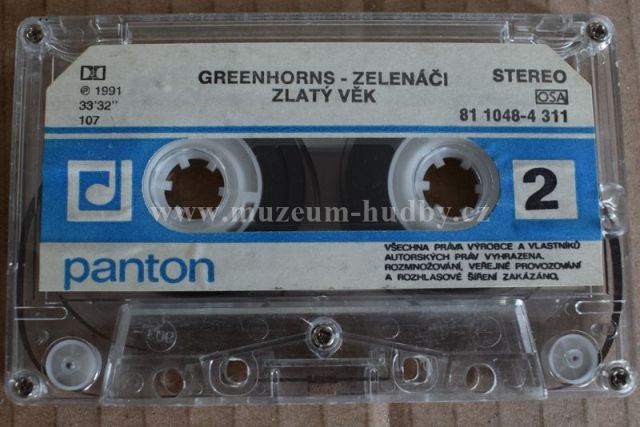 GREENHORNS - ZELENÁČI
ZLATÝ VĚK
STEREO
OSA
81 1048-4 311
℗ 1991
33'32"
107
2
www.muzeum-hudby.cz
panton
VŠECHNA PRÁVA VÝROBCE A VLASTNÍKŮ
AUTORSKÝCH PRÁV VYHRAZENA.
ROZMNOŽOVÁNÍ, VEŘEJNÉ PROVOZOVÁNÍ
A ROZHLASOVÉ ŠÍŘENÍ ZAKÁZÁNO.